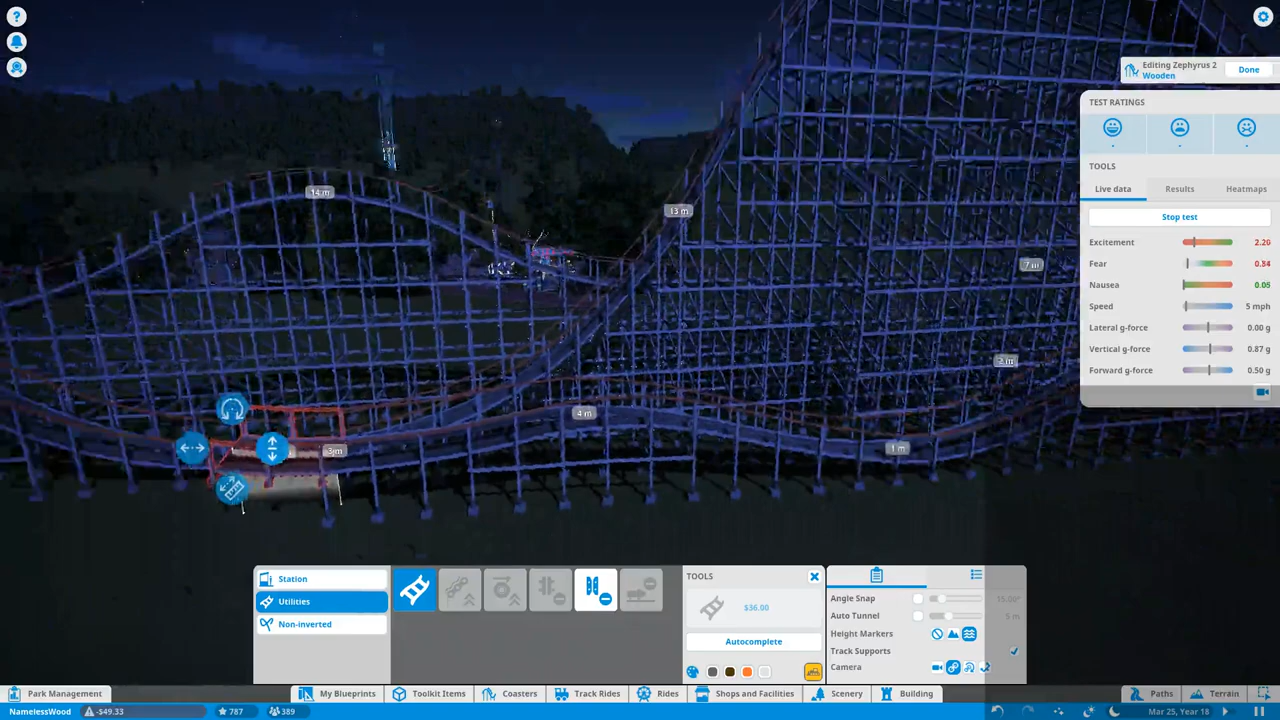 ?
Editing Zephyrus 2
Wooden
Done
TEST RATINGS
- - -
TOOLS
Live data Results Heatmaps
Stop test
Excitement 2.20
Fear 0.34
Nausea 0.05
Speed 5 mph
Lateral g-force 0.00 g
Vertical g-force 0.87 g
Forward g-force 0.50 g
14 m
13 m
7 m
2 m
4 m
3 m
1 m
Station
Utilities
Non-inverted
TOOLS
$36.00
Autocomplete
Angle Snap 15.00°
Auto Tunnel 5 m
Height Markers
Track Supports
Camera
Park Management
My Blueprints Toolkit Items Coasters Track Rides Rides Shops and Facilities Scenery Building Paths Terrain
NamelessWood -$49.33 787 389 Mar 25, Year 18